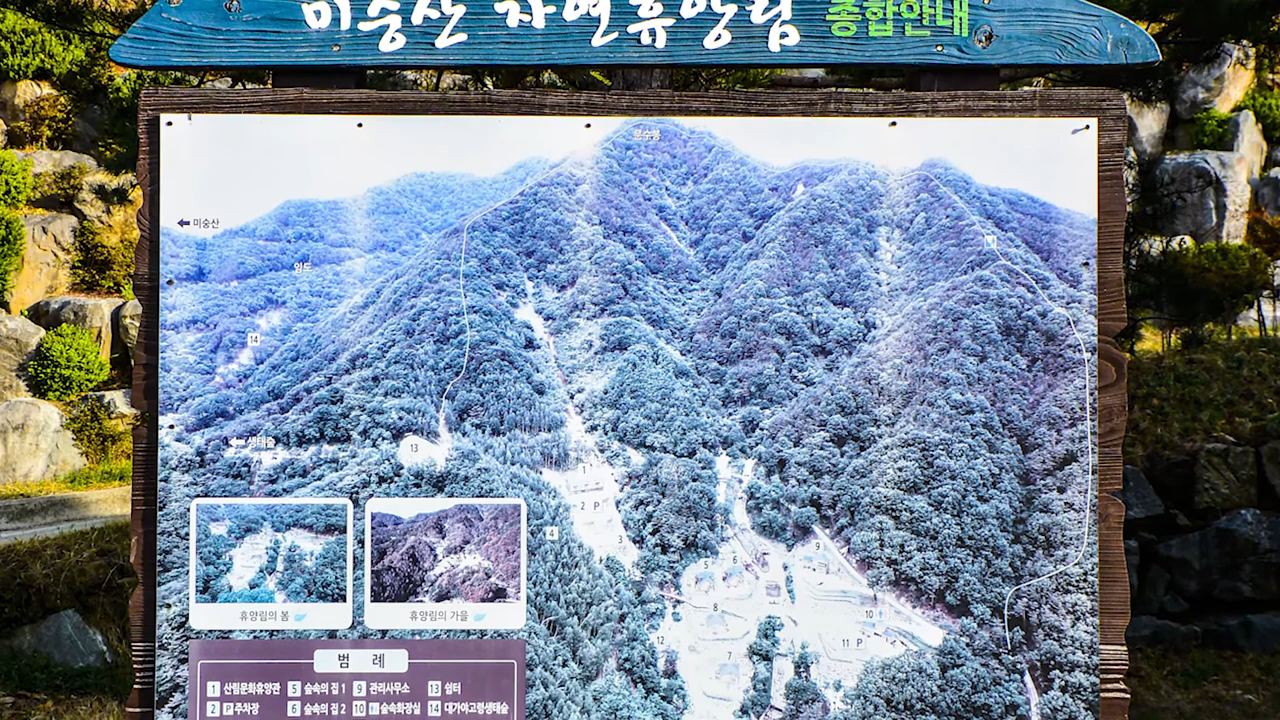 미숭산 자연휴양림 종합안내
문수봉
미숭산
임도
14
생태숲
13
1
2 P
3
4
5
6
9
8
10
12
7
11 P
휴양림의 봄
휴양림의 가을
범 례
1 산림문화휴양관 5 숲속의 집 1 9 관리사무소 13 쉼터
2 P 주차장 6 숲속의 집 2 10 숲속화장실 14 대가야고령생태숲